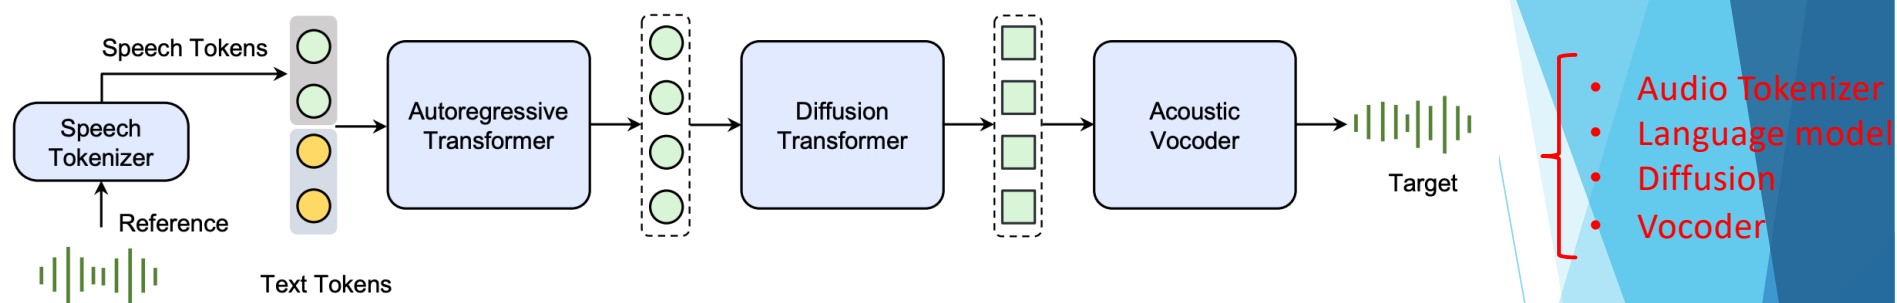 Speech Tokens
Speech
Tokenizer
Reference
Text Tokens
Autoregressive
Transformer
Diffusion
Transformer
Acoustic
Vocoder
Target
• Audio Tokenizer
• Language model
• Diffusion
• Vocoder